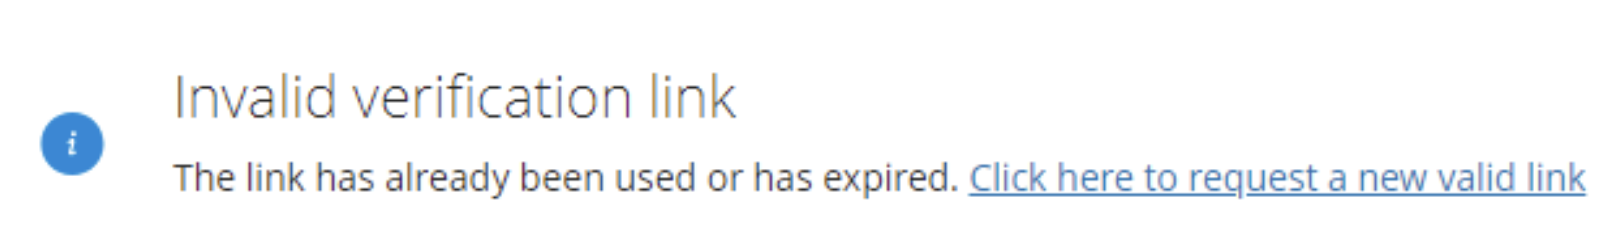 Invalid verification link
i
The link has already been used or has expired. Click here to request a new valid link